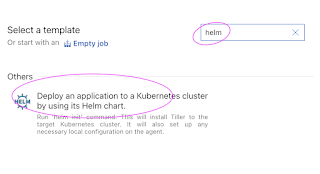 Select a template
Or start with an Empty job
helm
Others
HELM
Deploy an application to a Kubernetes cluster
by using its Helm chart.
Run 'helm init' command. This will install Tiller to the
target Kubernetes cluster. It will also set up any
necessary local configuration on the agent.